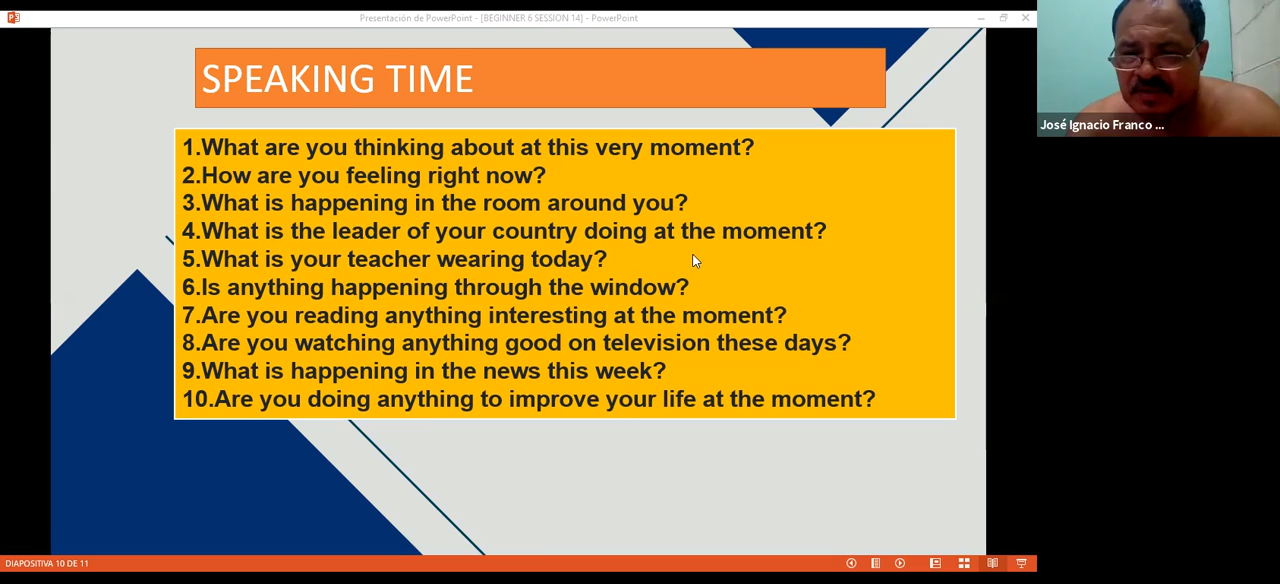 Presentación de PowerPoint - [BEGINNER 6 SESSION 14] - PowerPoint
SPEAKING TIME
1.What are you thinking about at this very moment?
2.How are you feeling right now?
3.What is happening in the room around you?
4.What is the leader of your country doing at the moment?
5.What is your teacher wearing today?
6.Is anything happening through the window?
7.Are you reading anything interesting at the moment?
8.Are you watching anything good on television these days?
9.What is happening in the news this week?
10.Are you doing anything to improve your life at the moment?
José Ignacio Franco ...
DIAPOSITIVA 10 DE 11